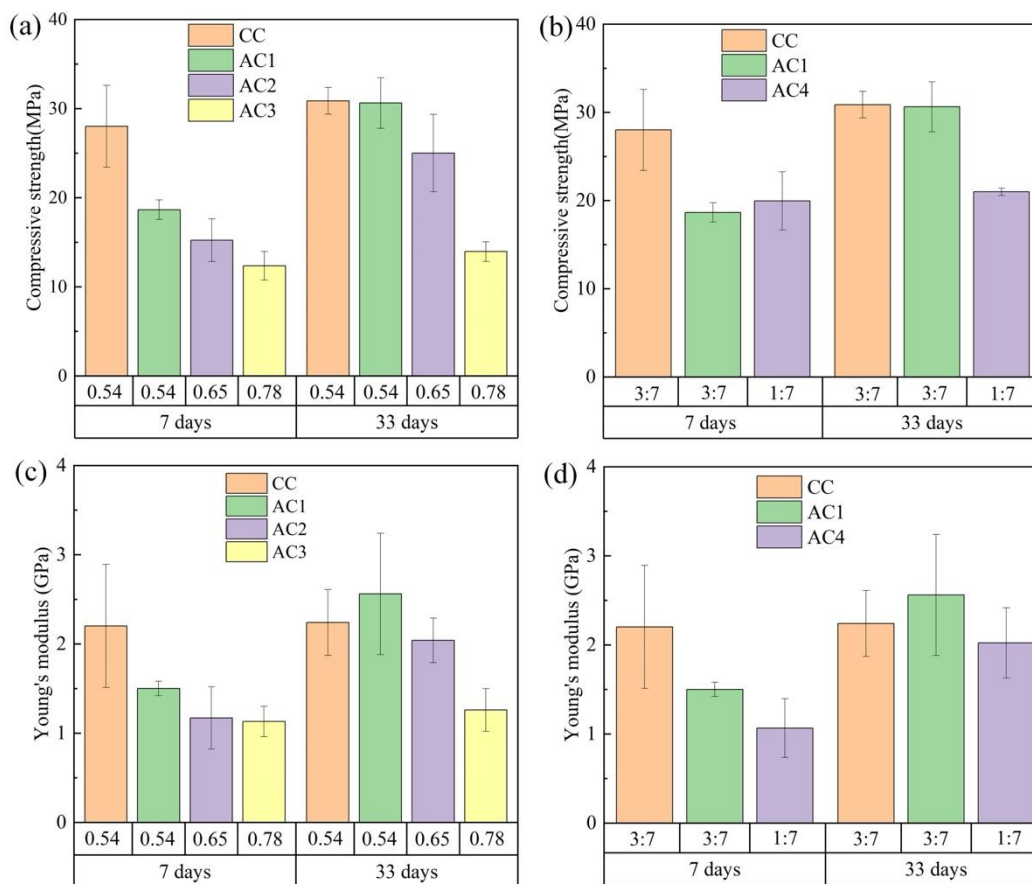 (a)
CC
AC1
AC2
AC3
40
30
20
10
0
Compressive strength(MPa)
0.54 0.54 0.65 0.78 0.54 0.54 0.65 0.78
7 days 33 days
(b)
CC
AC1
AC4
40
30
20
10
0
Compressive strength(MPa)
3:7 3:7 1:7 3:7 3:7 1:7
7 days 33 days
(c)
CC
AC1
AC2
AC3
4
3
2
1
0
Young's modulus (GPa)
0.54 0.54 0.65 0.78 0.54 0.54 0.65 0.78
7 days 33 days
(d)
CC
AC1
AC4
4
3
2
1
0
Young's modulus (GPa)
3:7 3:7 1:7 3:7 3:7 1:7
7 days 33 days